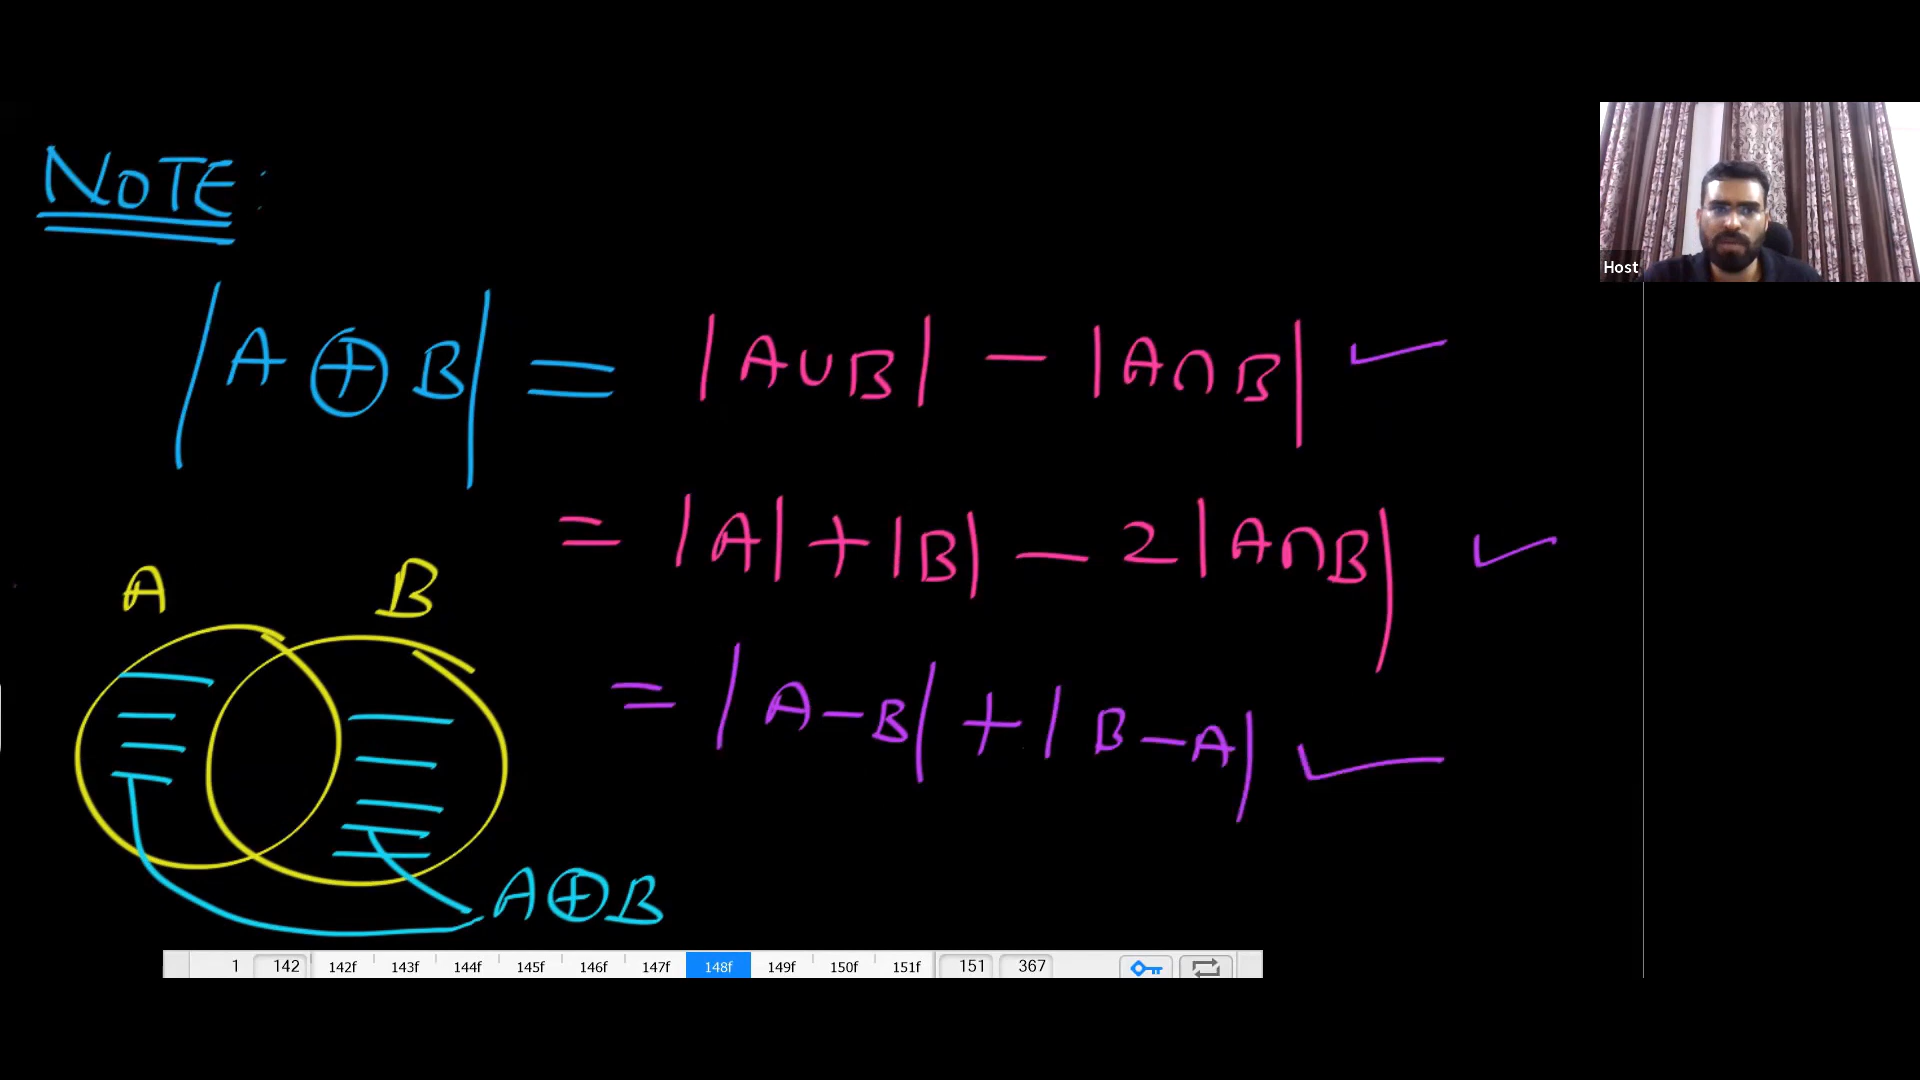 NOTE:
|A ⊕ B| = |A∪B| − |A∩B| ✓
= |A| + |B| − 2|A∩B| ✓
= |A−B| + |B−A| ✓
A B
A⊕B
Host
1 142 142f 143f 144f 145f 146f 147f 148f 149f 150f 151f 151 367